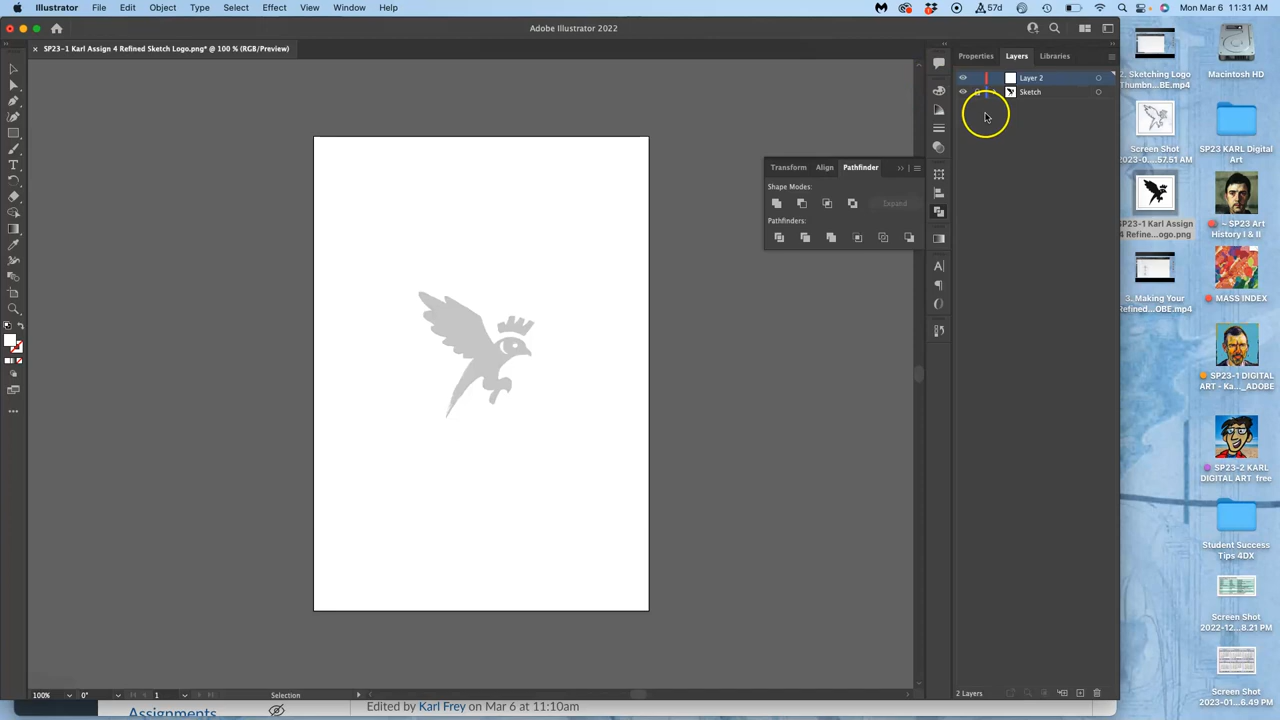 Illustrator File Edit Object Type Select Effect View Window Help 57d Mon Mar 6 11:31 AM
Adobe Illustrator 2022
× SP23-1 Karl Assign 4 Refined Sketch Logo.png* @ 100 % (RGB/Preview)
Properties Layers Libraries
Layer 2
Sketch
Transform Align Pathfinder
Shape Modes:
Expand
Pathfinders:
2. Sketching Logo
Thumbn...BE.mp4
Macintosh HD
Screen Shot
2023-0...57.51 AM
SP23 KARL Digital
Art
SP23-1 Karl Assign
4 Refine...ogo.png
~ SP23 Art
History I & II
3. Making Your
Refined...OBE.mp4
MASS INDEX
SP23-1 DIGITAL
ART - Ka..._ADOBE
SP23-2 KARL
DIGITAL ART free
Student Success
Tips 4DX
Screen Shot
2022-12...8.21 PM
Screen Shot
2023-01...6.49 PM
100% 0° 1 Selection
2 Layers
Assignments
Edited by Karl Frey on Mar 6 at 11:10am